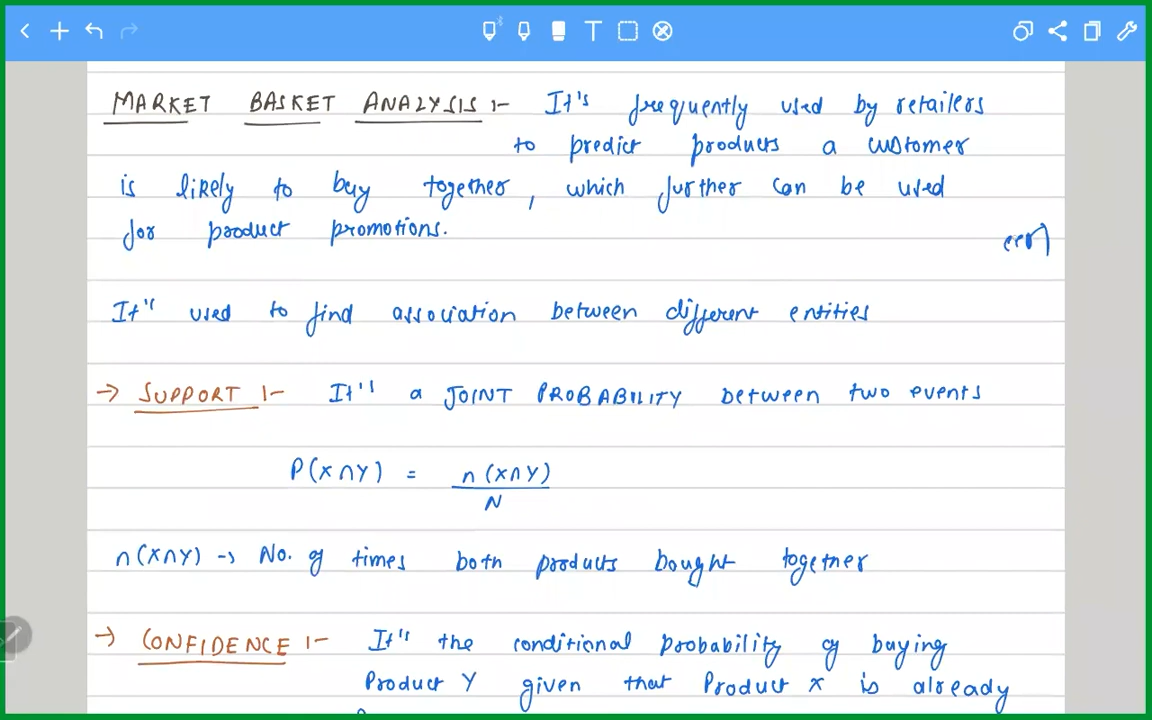 MARKET BASKET ANALYSIS :- It's frequently used by retailers
to predict products a customer
is likely to buy together, which further can be used
for product promotions.
It's used to find association between different entities
→ SUPPORT :- It's a JOINT PROBABILITY between two events
P(X∩Y) = n(X∩Y)
N
n(X∩Y) → No. of times both products bought together
→ CONFIDENCE :- It's the conditional probability of buying
Product Y given that Product X is already